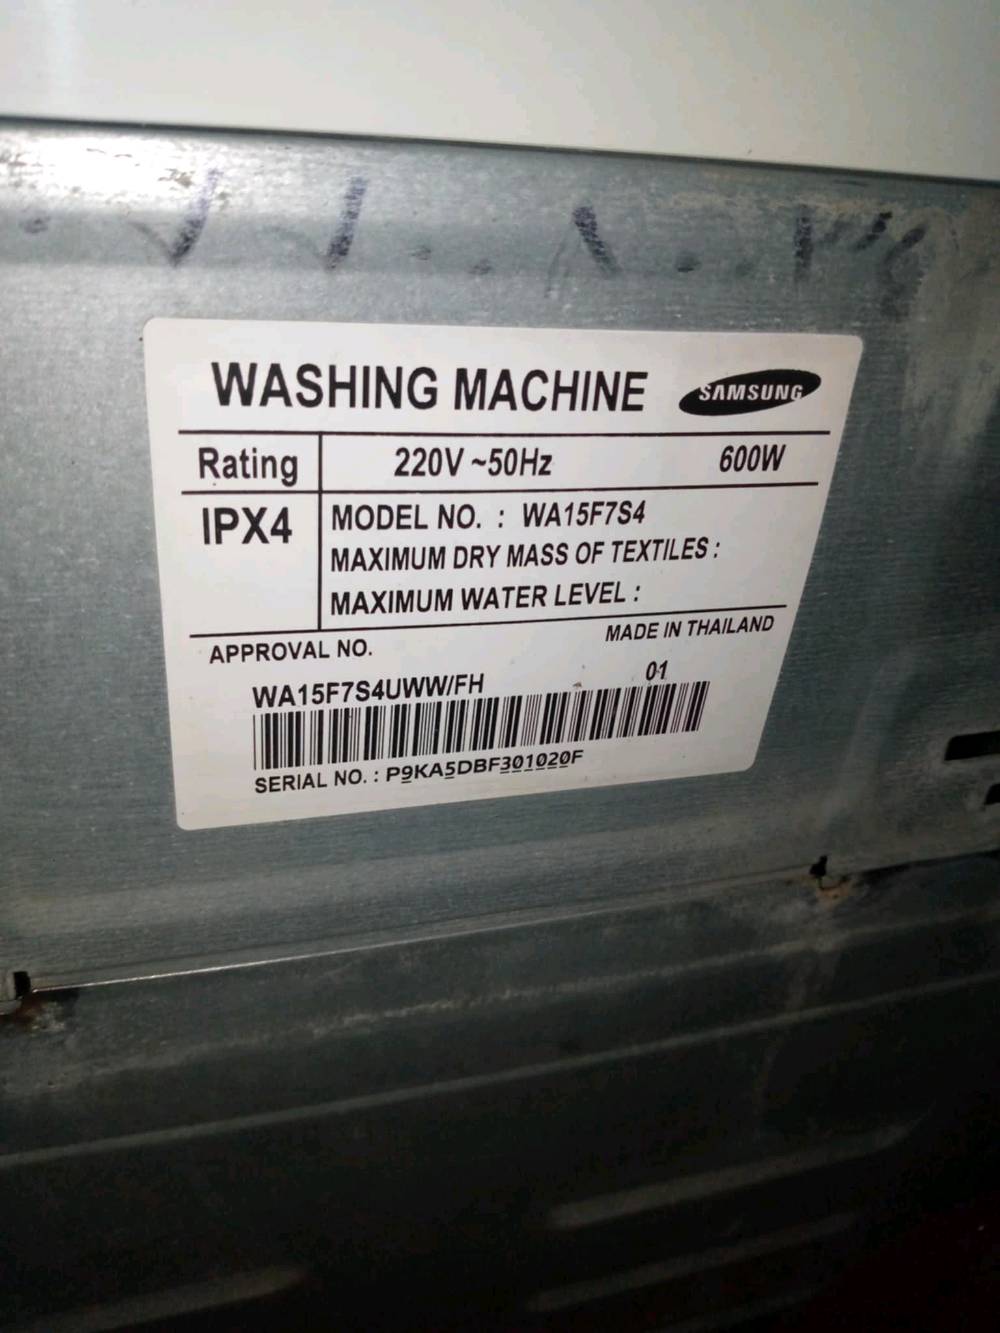 WASHING MACHINE SAMSUNG
Rating 220V ~50Hz 600W
IPX4 MODEL NO. : WA15F7S4
MAXIMUM DRY MASS OF TEXTILES :
MAXIMUM WATER LEVEL :
APPROVAL NO. MADE IN THAILAND
WA15F7S4UWW/FH 01
SERIAL NO. : P9KA5DBF301020F